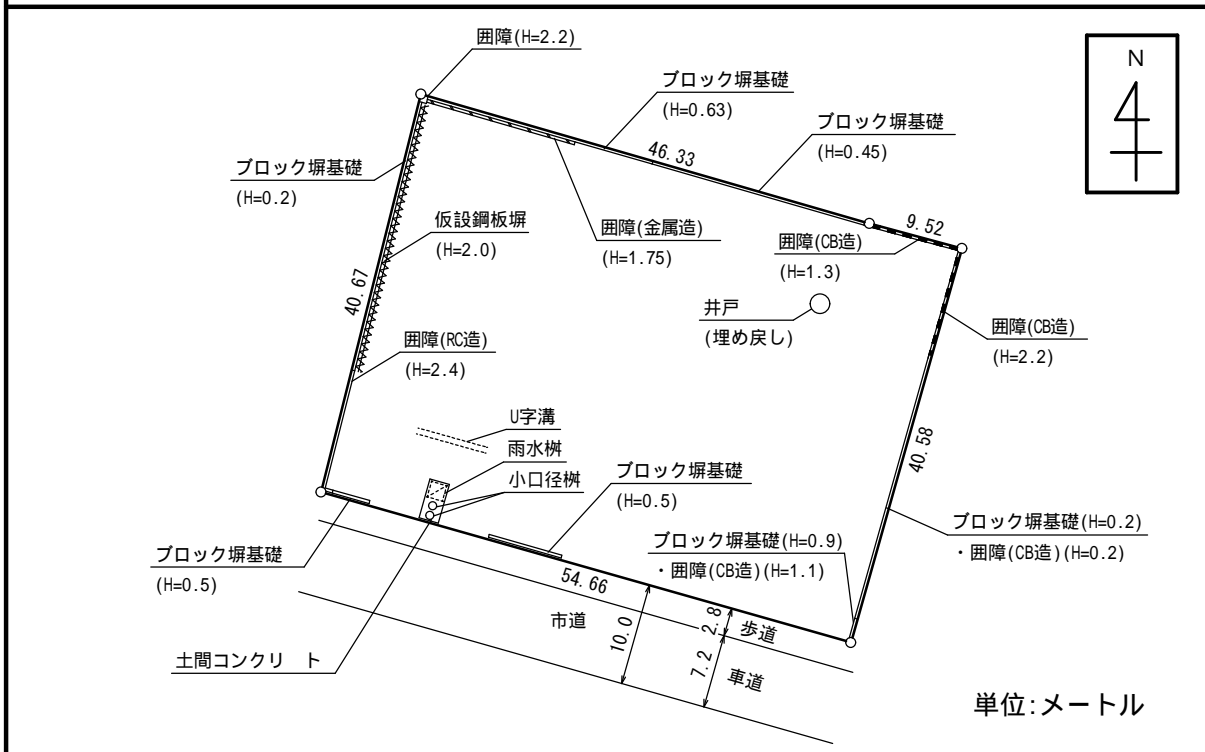 囲障(H=2.2)
N
ブロック塀基礎
(H=0.63)
ブロック塀基礎
(H=0.45)
46.33
ブロック塀基礎
(H=0.2)
仮設鋼板塀
(H=2.0)
囲障(金属造)
(H=1.75)
囲障(CB造)
(H=1.3)
9.52
40.67
井戸
(埋め戻し)
囲障(CB造)
(H=2.2)
囲障(RC造)
(H=2.4)
U字溝
雨水桝
小口径桝
ブロック塀基礎
(H=0.5)
40.58
ブロック塀基礎(H=0.2)
・囲障(CB造)(H=0.2)
ブロック塀基礎(H=0.9)
・囲障(CB造)(H=1.1)
ブロック塀基礎
(H=0.5)
54.66
市道
10.0
2.8
歩道
7.2
車道
土間コンクリ　ト
単位:メートル